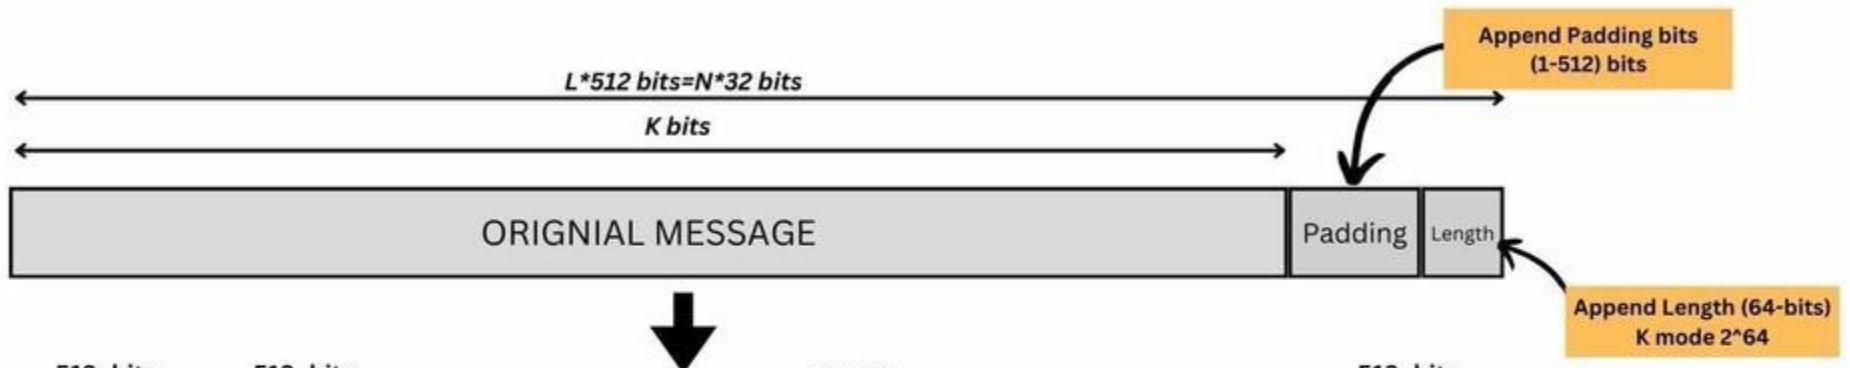 Append Padding bits
(1-512) bits
L*512 bits=N*32 bits
K bits
ORIGNIAL MESSAGE
Padding
Length
Append Length (64-bits)
K mode 2^64